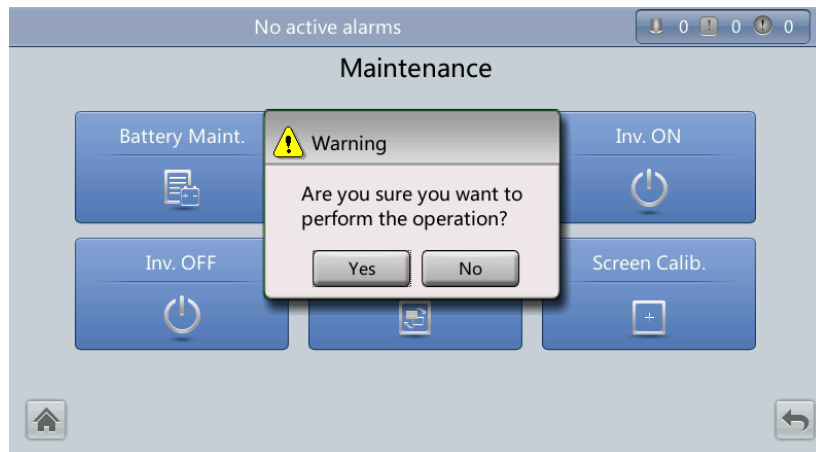 No active alarms
0 0 0
Maintenance
Battery Maint.
Warning
Inv. ON
Are you sure you want to
perform the operation?
Yes No
Inv. OFF
Screen Calib.